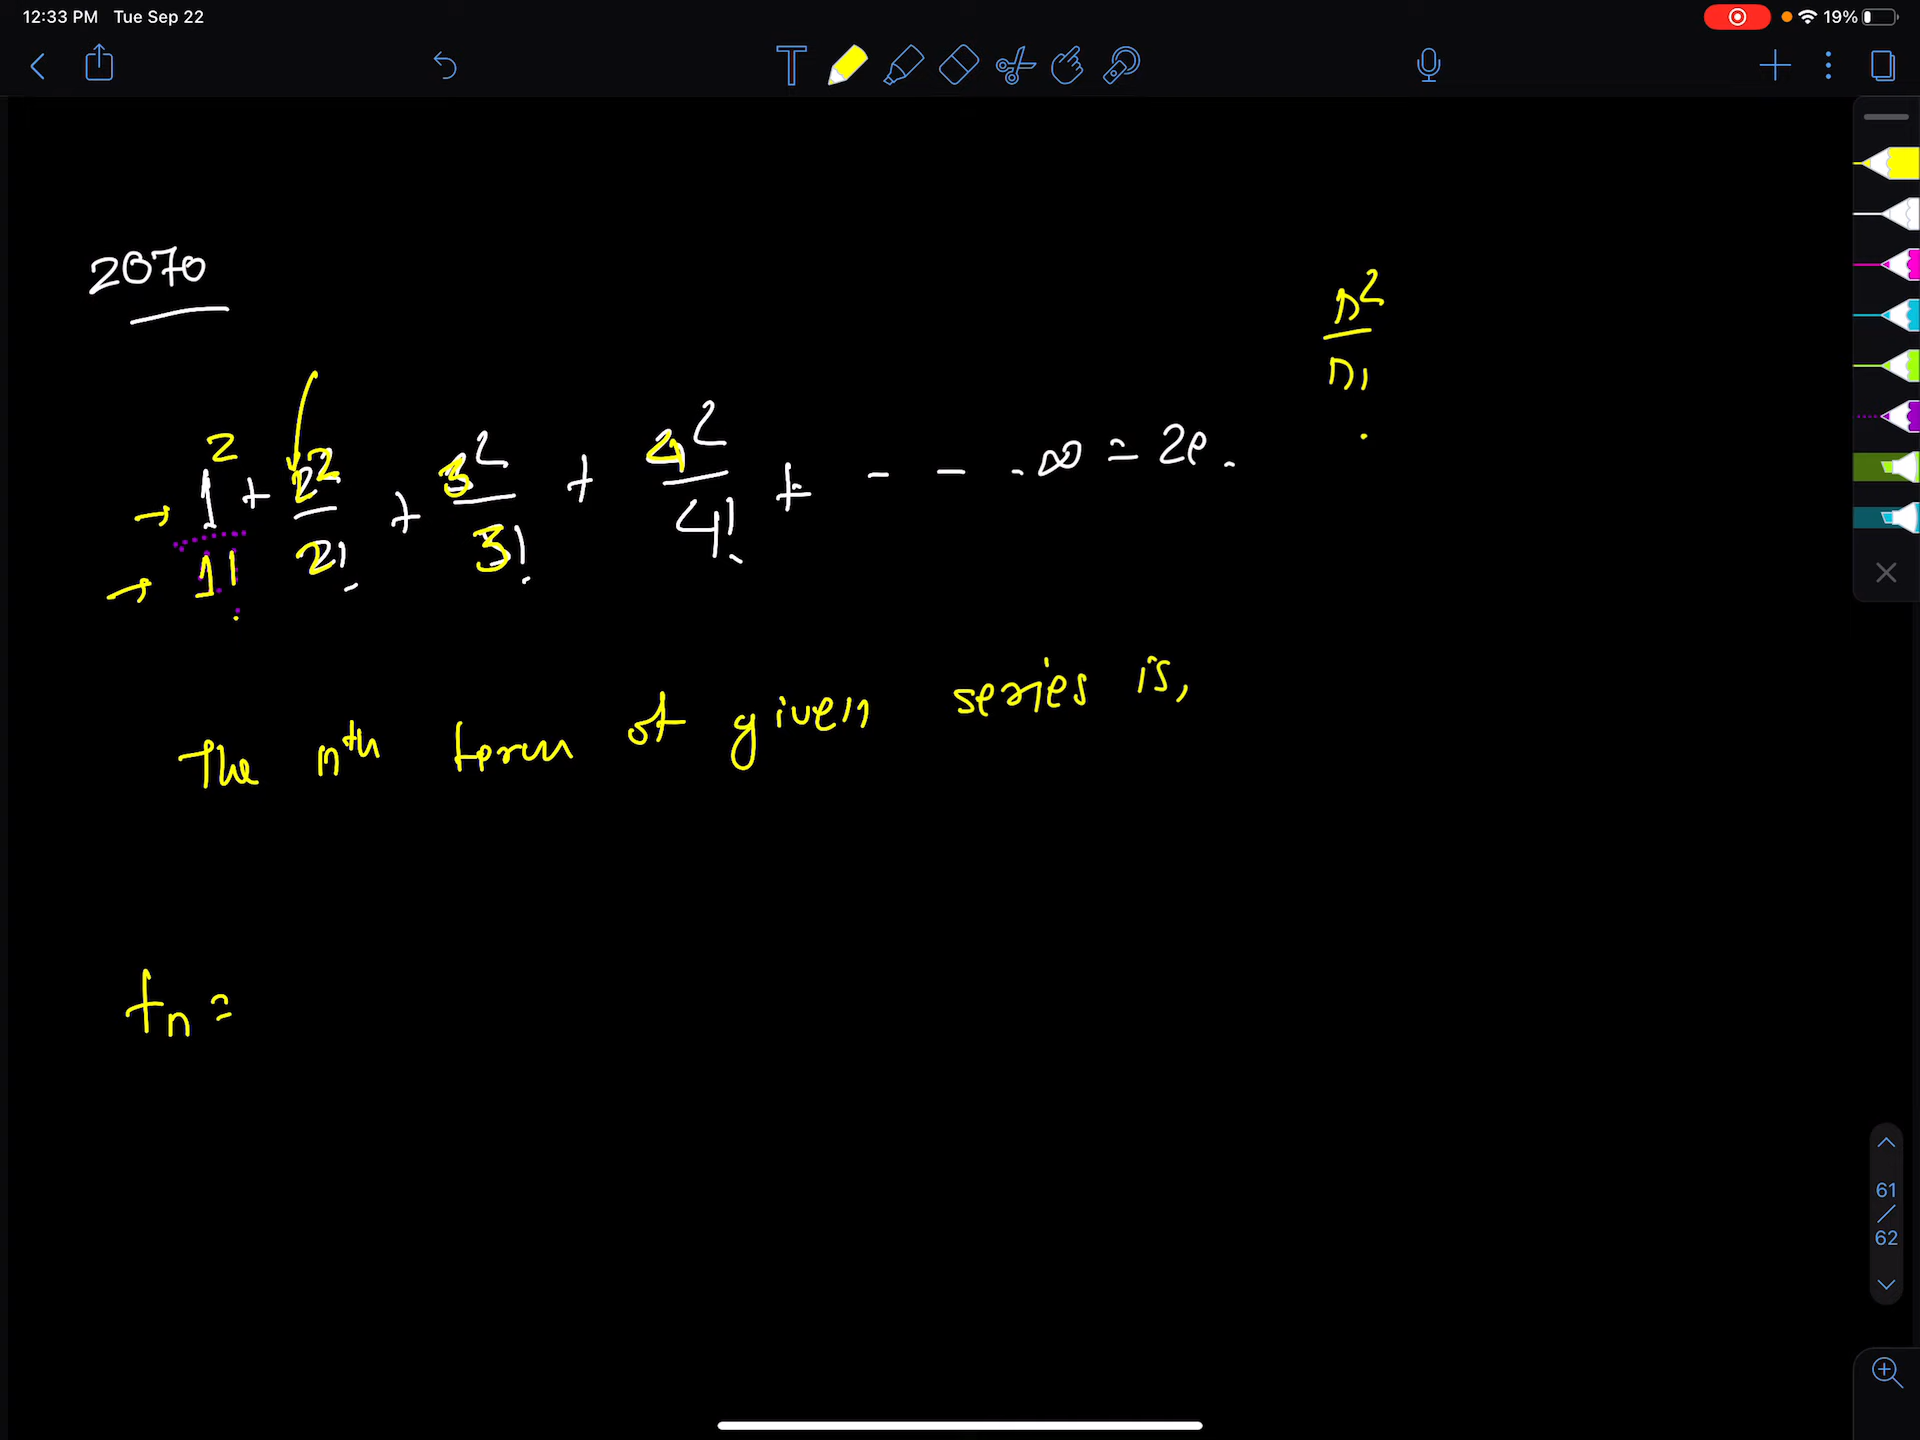 12:33 PM Tue Sep 22 19%
2070
n²
n!
1² + 2² + 3² + 4² + - - - ∞ = 2e.
1! 2! 3! 4!
The nth term of given series is,
tn =
61
/
62